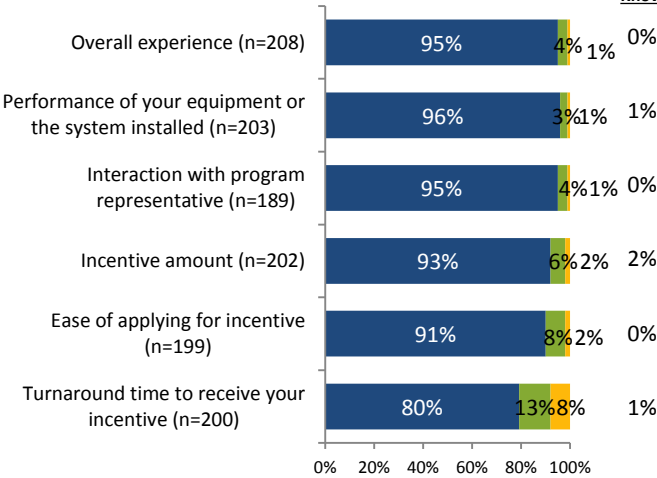 Overall experience (n=208)
95% 4% 1% 0%
Performance of your equipment or
the system installed (n=203)
96% 3% 1% 1%
Interaction with program
representative (n=189)
95% 4% 1% 0%
Incentive amount (n=202)
93% 6% 2% 2%
Ease of applying for incentive
(n=199)
91% 8% 2% 0%
Turnaround time to receive your
incentive (n=200)
80% 13% 8% 1%
0% 20% 40% 60% 80% 100%